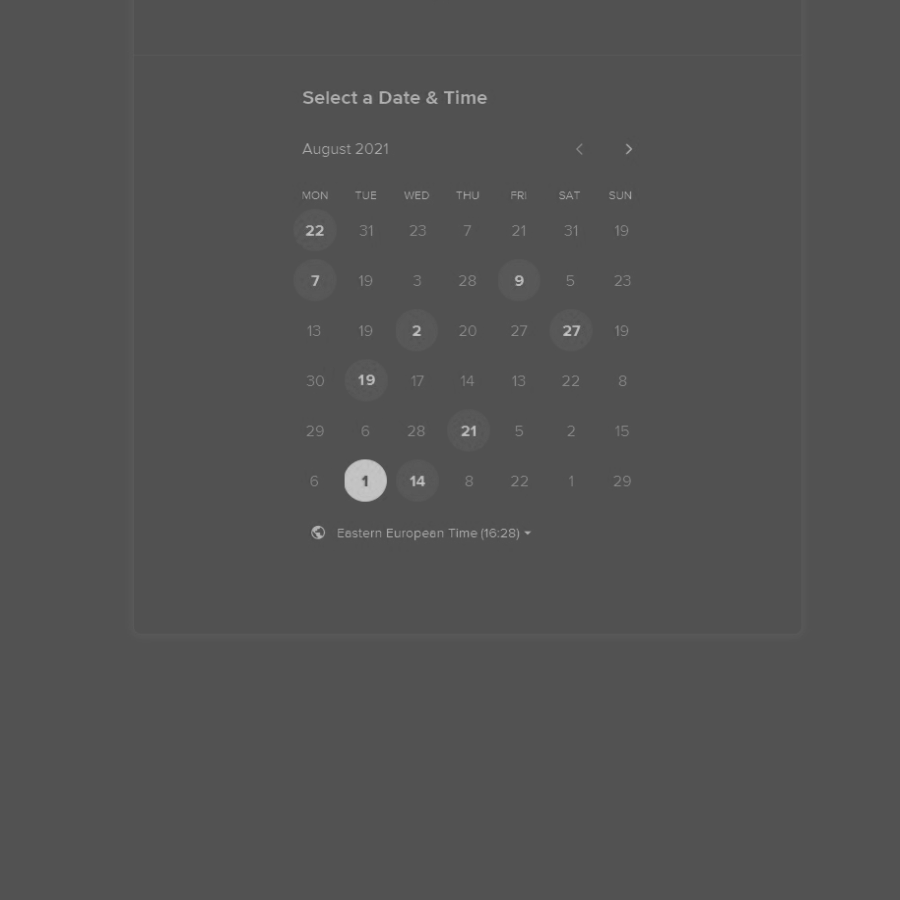 Select a Date & Time
August 2021
MON TUE WED THU FRI SAT SUN
22 31 23 7 21 31 19
7 19 3 28 9 5 23
13 19 2 20 27 27 19
30 19 17 14 13 22 8
29 6 28 21 5 2 15
6 1 14 8 22 1 29
Eastern European Time (16:28)